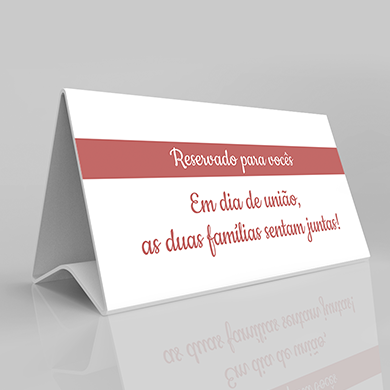 Reservado para vocês
Em dia de união,
as duas famílias sentam juntas!